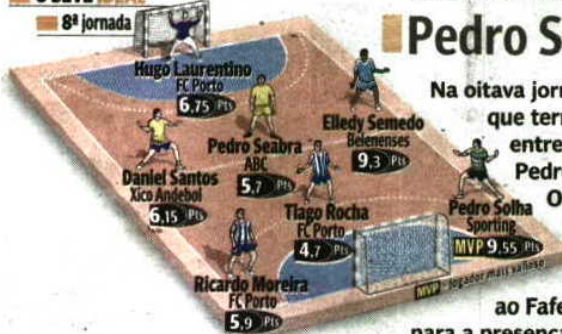 8ª jornada
Hugo Laurentino
FC Porto
6,75 Pts
Elledy Semedo
Belenenses
9,3 Pts
Pedro Seabra
ABC
5,7 Pts
Daniel Santos
Xico Andebol
6,15 Pts
Tiago Rocha
FC Porto
4,7 Pts
Pedro Solha
Sporting
MVP 9,55 Pts
Ricardo Moreira
FC Porto
5,9 Pts
MVP - Jogador mais valioso
Pedro S
Na oitava jorn
que terr
entre
Pedro
O
ao Fafe
para a presença